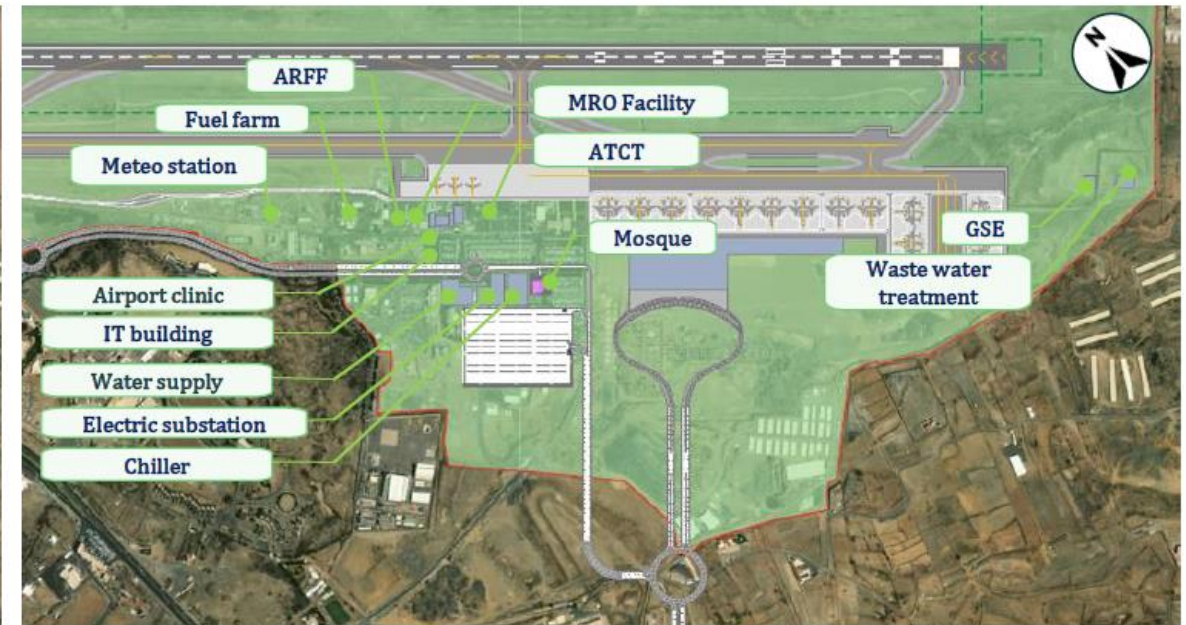 N
ARFF
MRO Facility
Fuel farm
ATCT
Meteo station
Mosque
GSE
Waste water
treatment
Airport clinic
IT building
Water supply
Electric substation
Chiller